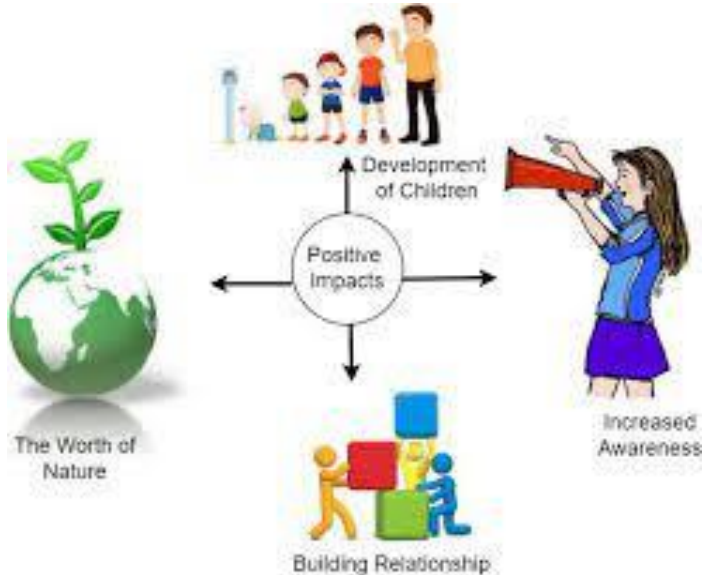 Development
of Children
Positive
Impacts
The Worth of
Nature
Increased
Awareness
Building Relationship